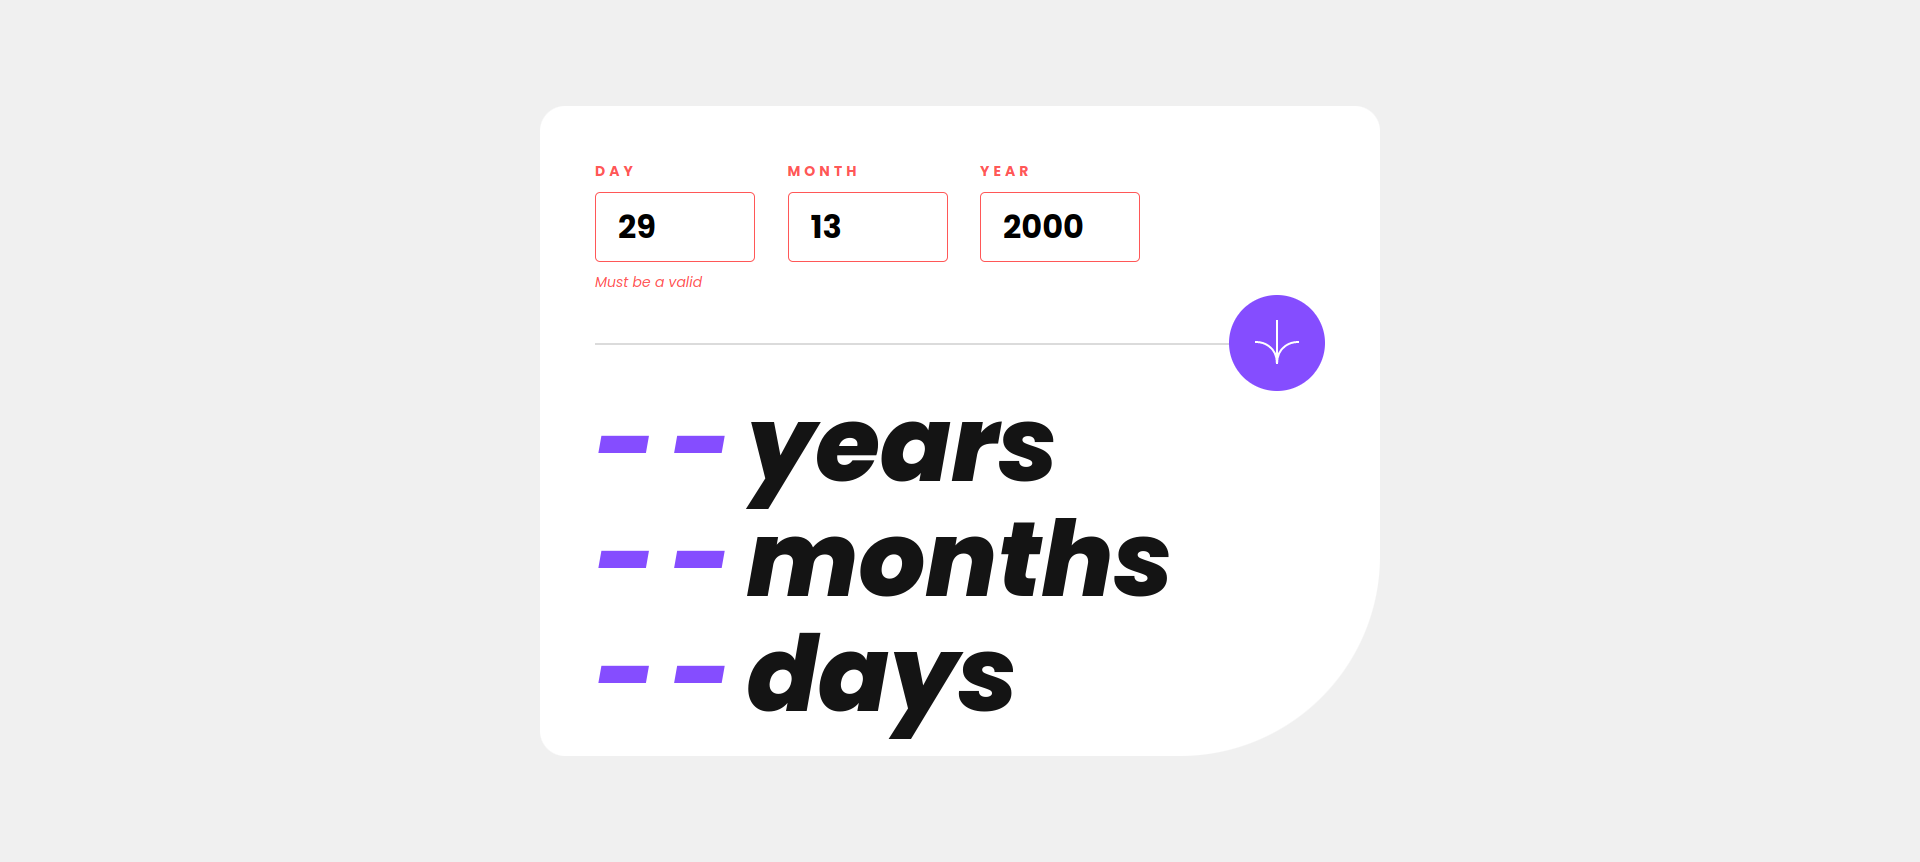 DAY MONTH YEAR
29 13 2000
Must be a valid
- - years
- - months
- - days